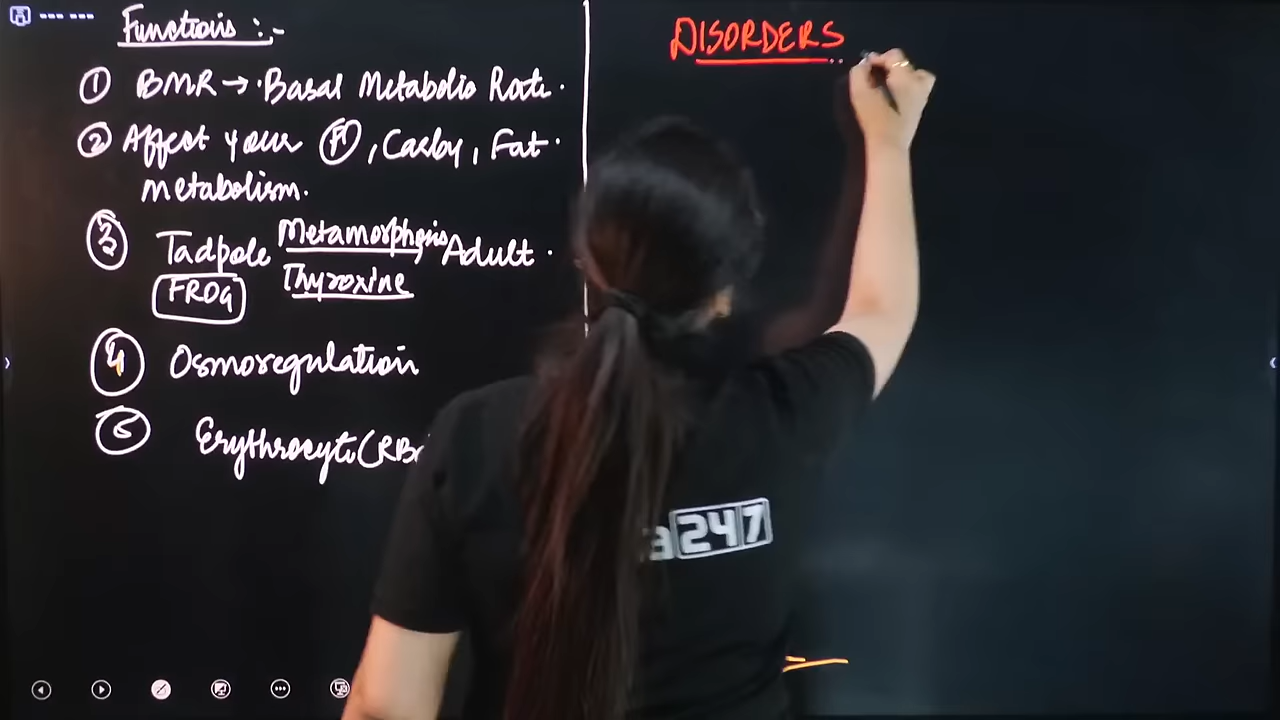 Functions :-
① BMR → Basal Metabolic Rate.
② Affect your Ⓟ, Carby, Fat.
metabolism.
③ Tadpole Metamorphosis Adult.
FROG Thyroxine
④ Osmoregulation
⑤ Erythrocyte (RB
DISORDERS
a247